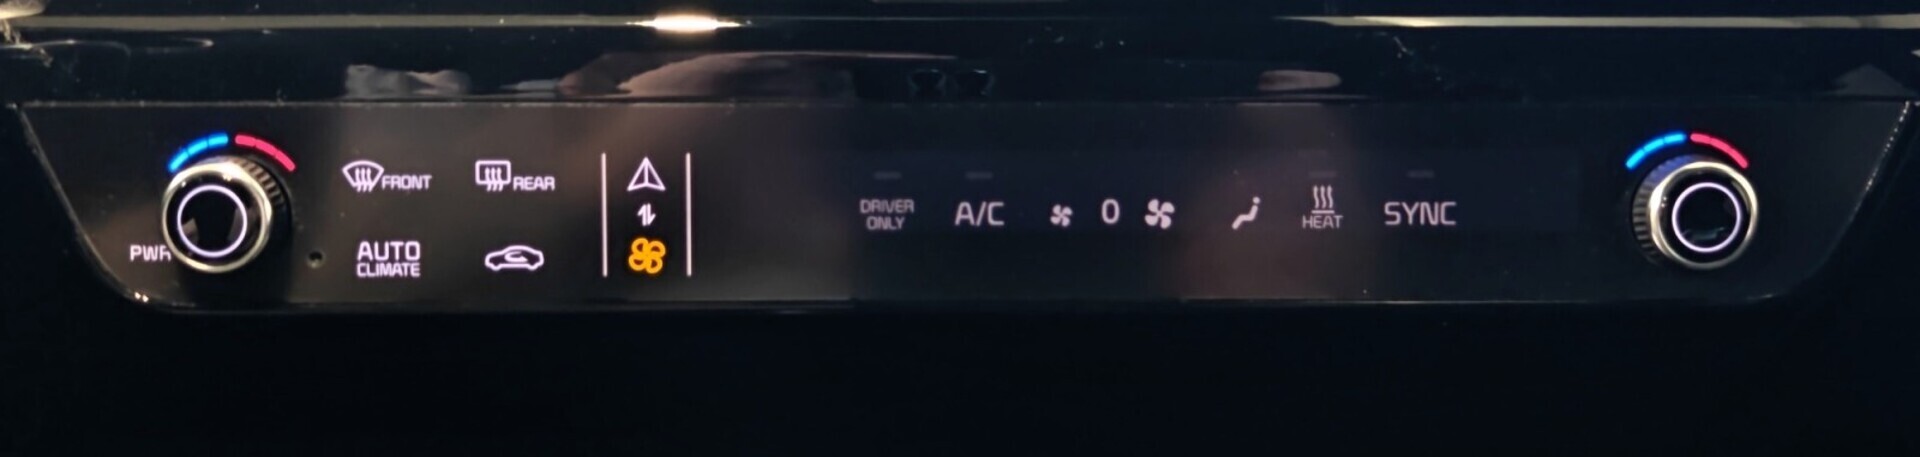 FRONT
REAR
PWR
AUTO
CLIMATE
DRIVER
ONLY
A/C
0
HEAT
SYNC